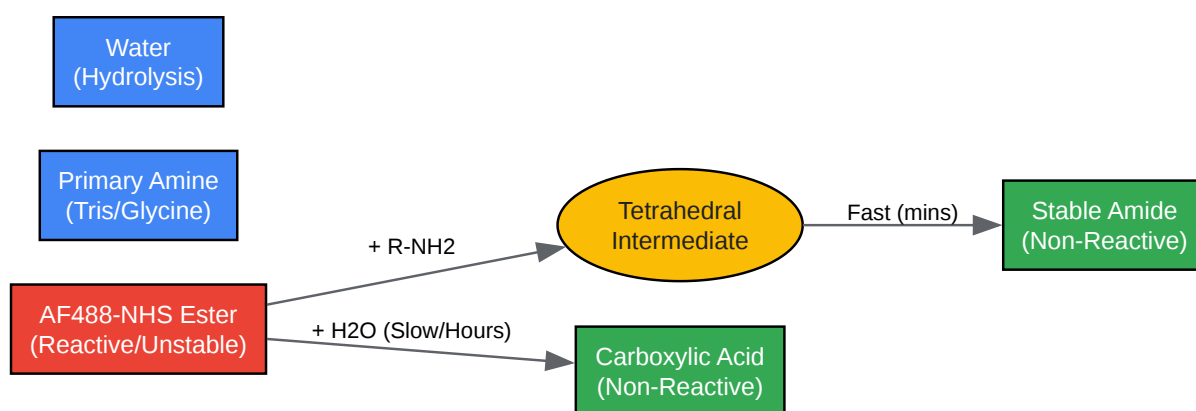 Water
(Hydrolysis)
Primary Amine
(Tris/Glycine)
AF488-NHS Ester
(Reactive/Unstable)
+ R-NH2
+ H2O (Slow/Hours)
Tetrahedral
Intermediate
Carboxylic Acid
(Non-Reactive)
Fast (mins)
Stable Amide
(Non-Reactive)